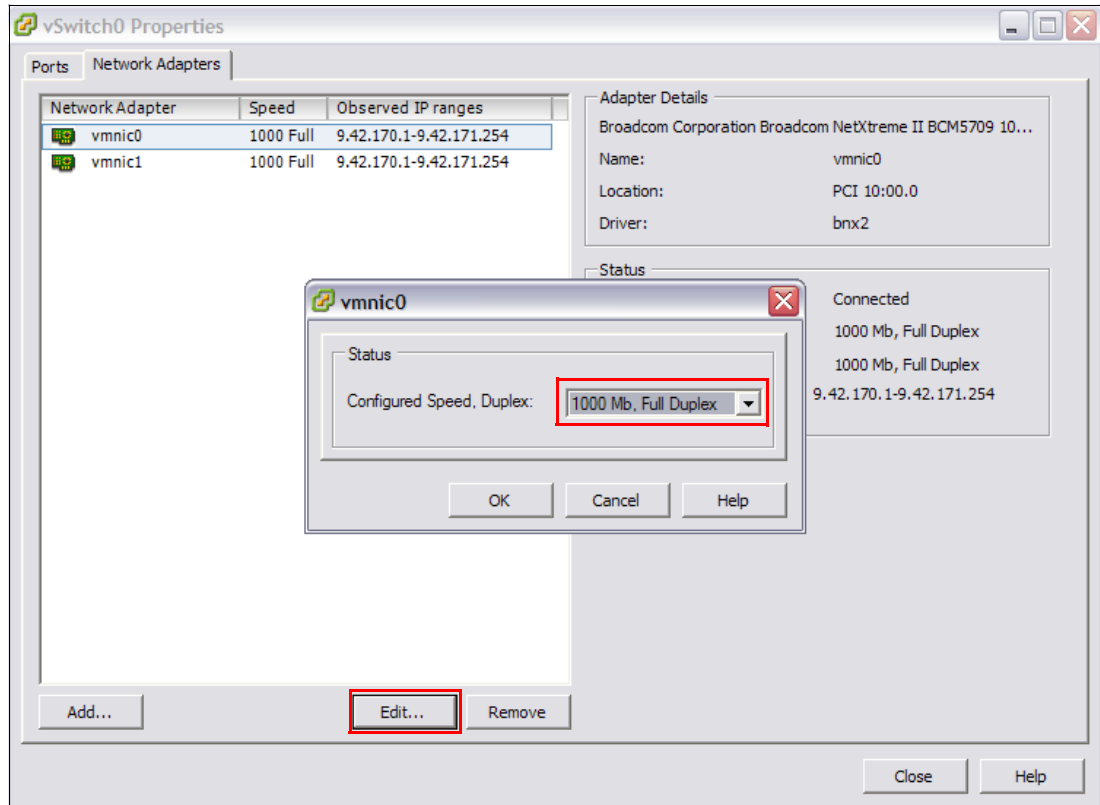 vSwitch0 Properties
Ports Network Adapters
Network Adapter Speed Observed IP ranges
vmnic0 1000 Full 9.42.170.1-9.42.171.254
vmnic1 1000 Full 9.42.170.1-9.42.171.254
Adapter Details
Broadcom Corporation Broadcom NetXtreme II BCM5709 10...
Name: vmnic0
Location: PCI 10:00.0
Driver: bnx2
Status
Connected
1000 Mb, Full Duplex
1000 Mb, Full Duplex
9.42.170.1-9.42.171.254
vmnic0
Status
Configured Speed, Duplex: 1000 Mb, Full Duplex
OK Cancel Help
Add... Edit... Remove
Close Help